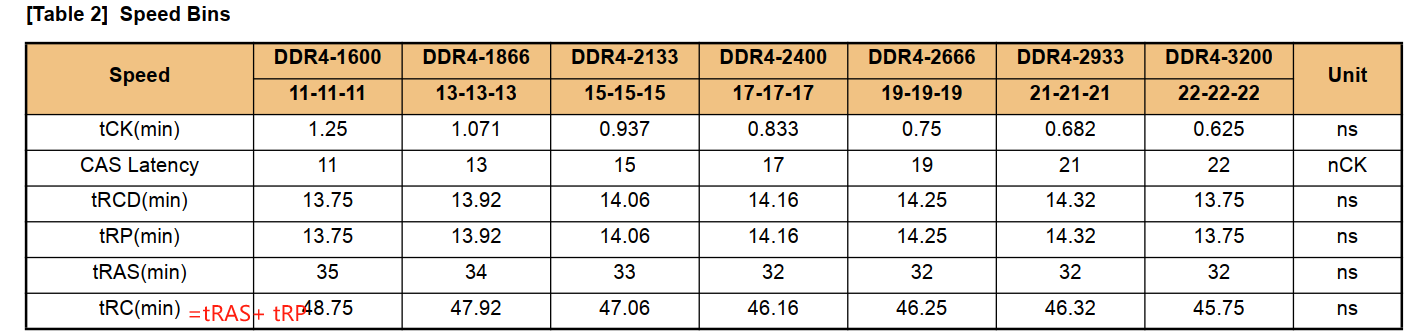 [Table 2] Speed Bins
Speed DDR4-1600 DDR4-1866 DDR4-2133 DDR4-2400 DDR4-2666 DDR4-2933 DDR4-3200 Unit
11-11-11 13-13-13 15-15-15 17-17-17 19-19-19 21-21-21 22-22-22
tCK(min) 1.25 1.071 0.937 0.833 0.75 0.682 0.625 ns
CAS Latency 11 13 15 17 19 21 22 nCK
tRCD(min) 13.75 13.92 14.06 14.16 14.25 14.32 13.75 ns
tRP(min) 13.75 13.92 14.06 14.16 14.25 14.32 13.75 ns
tRAS(min) 35 34 33 32 32 32 32 ns
tRC(min) =tRAS+ tRP 48.75 47.92 47.06 46.16 46.25 46.32 45.75 ns